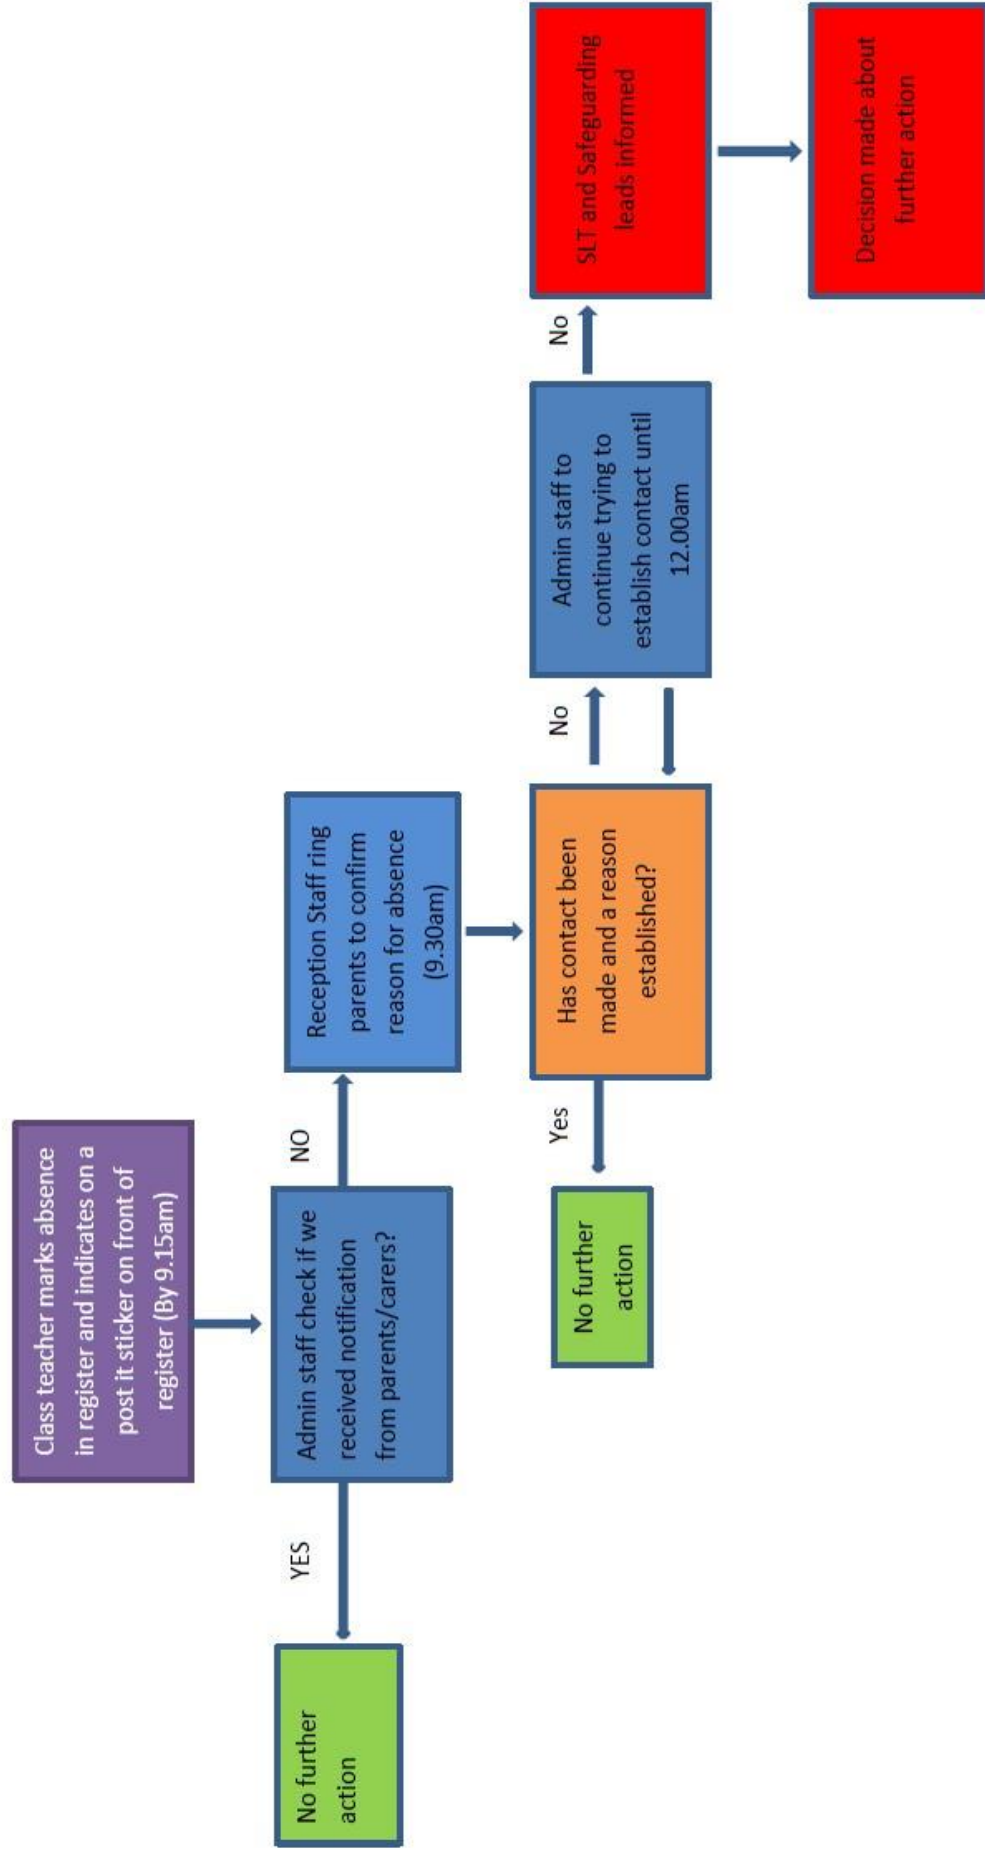 Class teacher marks absence
in register and indicates on a
post it sticker on front of
register (By 9.15am)
No further
action
YES
Admin staff check if we
received notification
from parents/carers?
NO
Reception Staff ring
parents to confirm
reason for absence
(9.30am)
No further
action
Yes
Has contact been
made and a reason
established?
No
Admin staff to
continue trying to
establish contact until
12.00am
No
SLT and Safeguarding
leads informed
Decision made about
further action